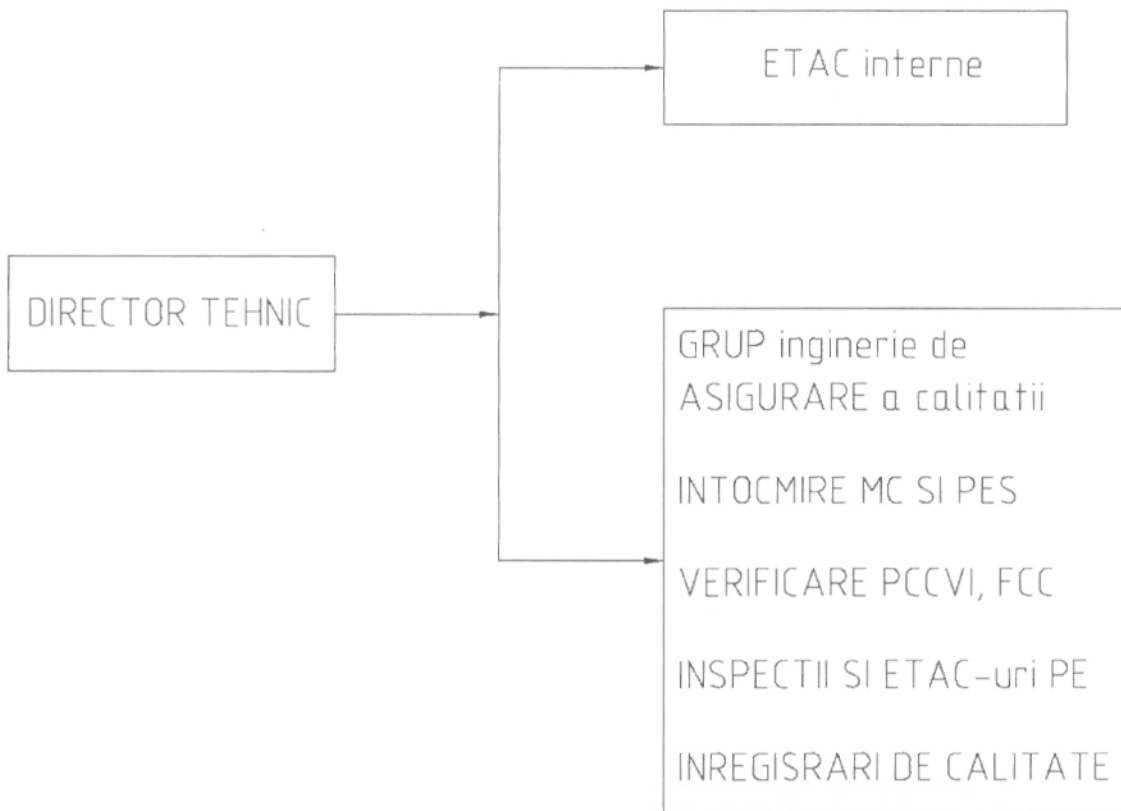 ETAC interne
DIRECTOR TEHNIC
GRUP inginerie de
ASIGURARE a calitatii
INTOCMIRE MC SI PES
VERIFICARE PCCVI, FCC
INSPECTII SI ETAC-uri PE
INREGISRARI DE CALITATE